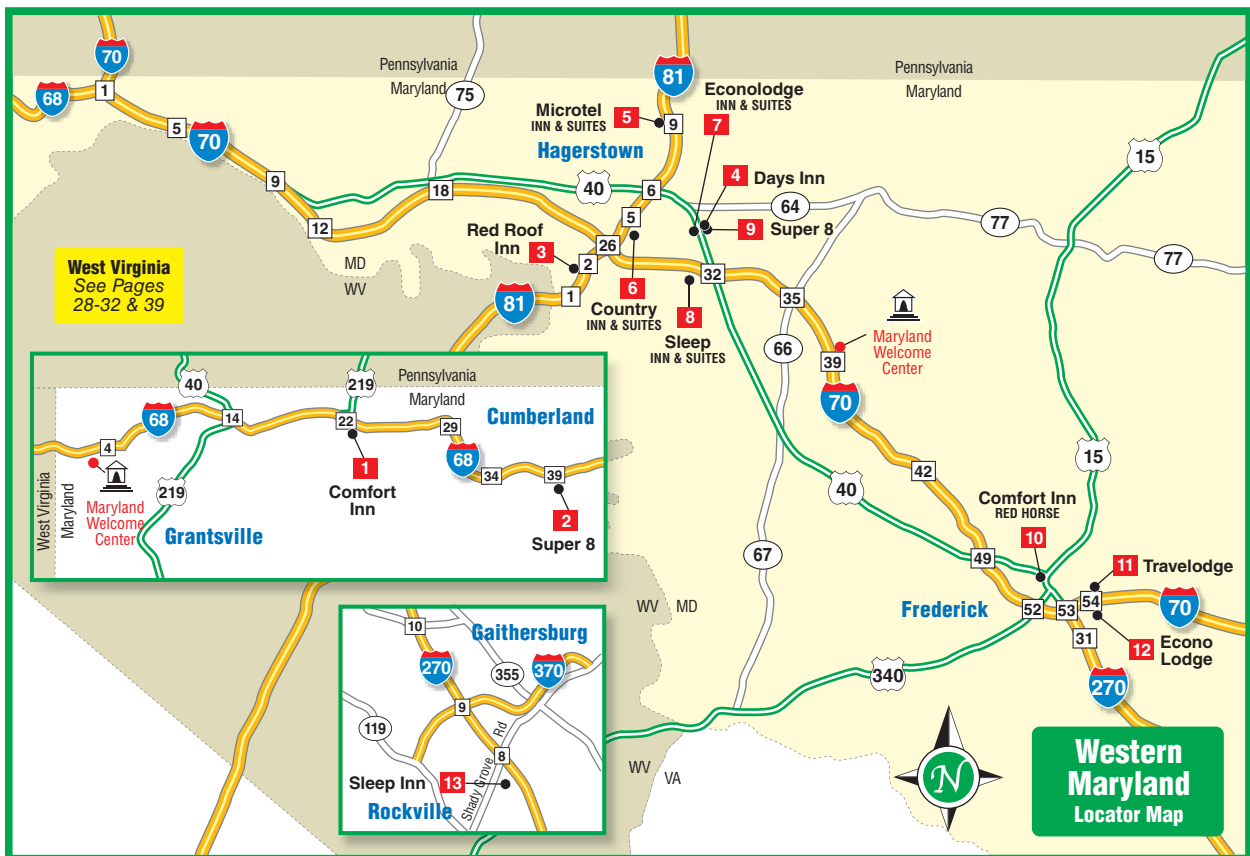 70
68
1
5
70
9
12
18
75
Pennsylvania
Maryland
81
Microtel
INN & SUITES
5
9
Hagerstown
Econolodge
INN & SUITES
7
40
6
5
4
Days Inn
64
9
Super 8
Pennsylvania
Maryland
15
77
77
West Virginia
See Pages
28-32 & 39
MD
WV
Red Roof
Inn
3
26
2
1
81
6
Country
INN & SUITES
32
8
Sleep
INN & SUITES
35
66
Maryland
Welcome
Center
39
70
42
40
15
Comfort Inn
RED HORSE
10
49
67
11
Travelodge
Frederick
52
53
54
70
31
12
Econo
Lodge
270
340
WV
MD
WV
VA
40
219
Pennsylvania
Maryland
68
14
22
29
Cumberland
4
68
34
39
West Virginia
Maryland
Maryland
Welcome
Center
219
Grantsville
1
Comfort
Inn
2
Super 8
10
Gaithersburg
270
355
370
9
119
Shady Grove Rd
8
Sleep Inn
13
Rockville
N
Western
Maryland
Locator Map